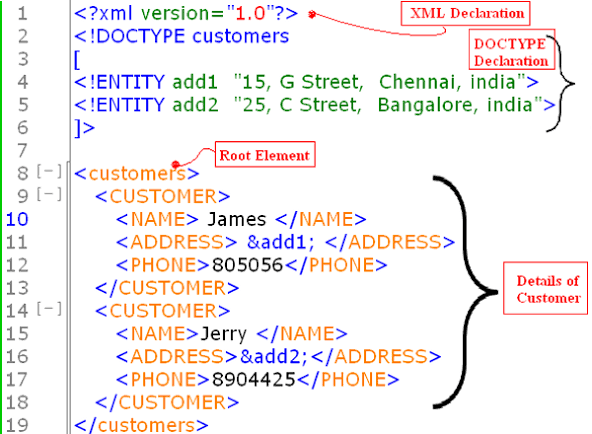 1 <?xml version="1.0"?> XML Declaration
2 <!DOCTYPE customers
DOCTYPE
Declaration
3 [
4 <!ENTITY add1 "15, G Street, Chennai, india">
5 <!ENTITY add2 "25, C Street, Bangalore, india">
6 ]>
7
Root Element
8 [-] <customers>
9 [-] <CUSTOMER>
10 <NAME> James </NAME>
11 <ADDRESS> &add1; </ADDRESS>
12 <PHONE>805056</PHONE>
Details of
Customer
13 </CUSTOMER>
14 [-] <CUSTOMER>
15 <NAME>Jerry </NAME>
16 <ADDRESS>&add2;</ADDRESS>
17 <PHONE>8904425</PHONE>
18 </CUSTOMER>
19 </customers>